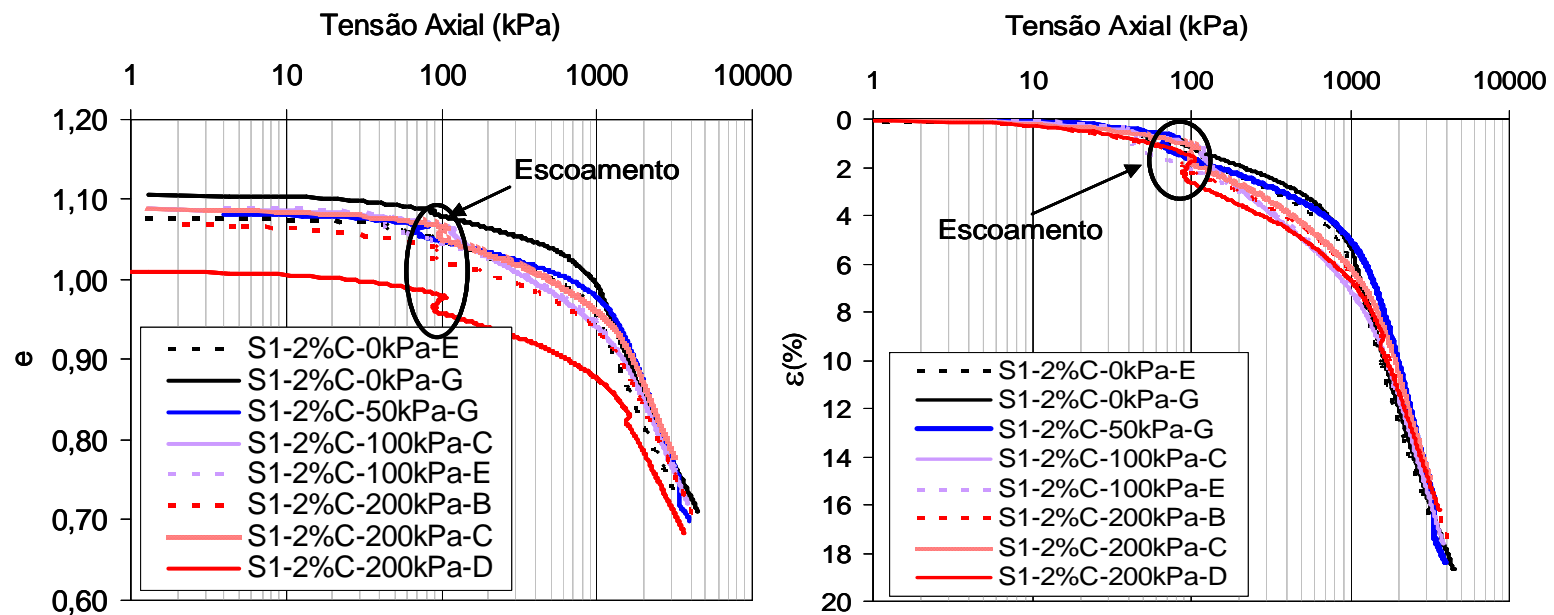 Tensão Axial (kPa)
1 10 100 1000 10000
1,20
1,10
1,00
0,90
0,80
0,70
0,60
e
Escoamento
S1-2%C-0kPa-E
S1-2%C-0kPa-G
S1-2%C-50kPa-G
S1-2%C-100kPa-C
S1-2%C-100kPa-E
S1-2%C-200kPa-B
S1-2%C-200kPa-C
S1-2%C-200kPa-D
Tensão Axial (kPa)
1 10 100 1000 10000
0
2
4
6
8
10
12
14
16
18
20
ε(%)
Escoamento
S1-2%C-0kPa-E
S1-2%C-0kPa-G
S1-2%C-50kPa-G
S1-2%C-100kPa-C
S1-2%C-100kPa-E
S1-2%C-200kPa-B
S1-2%C-200kPa-C
S1-2%C-200kPa-D